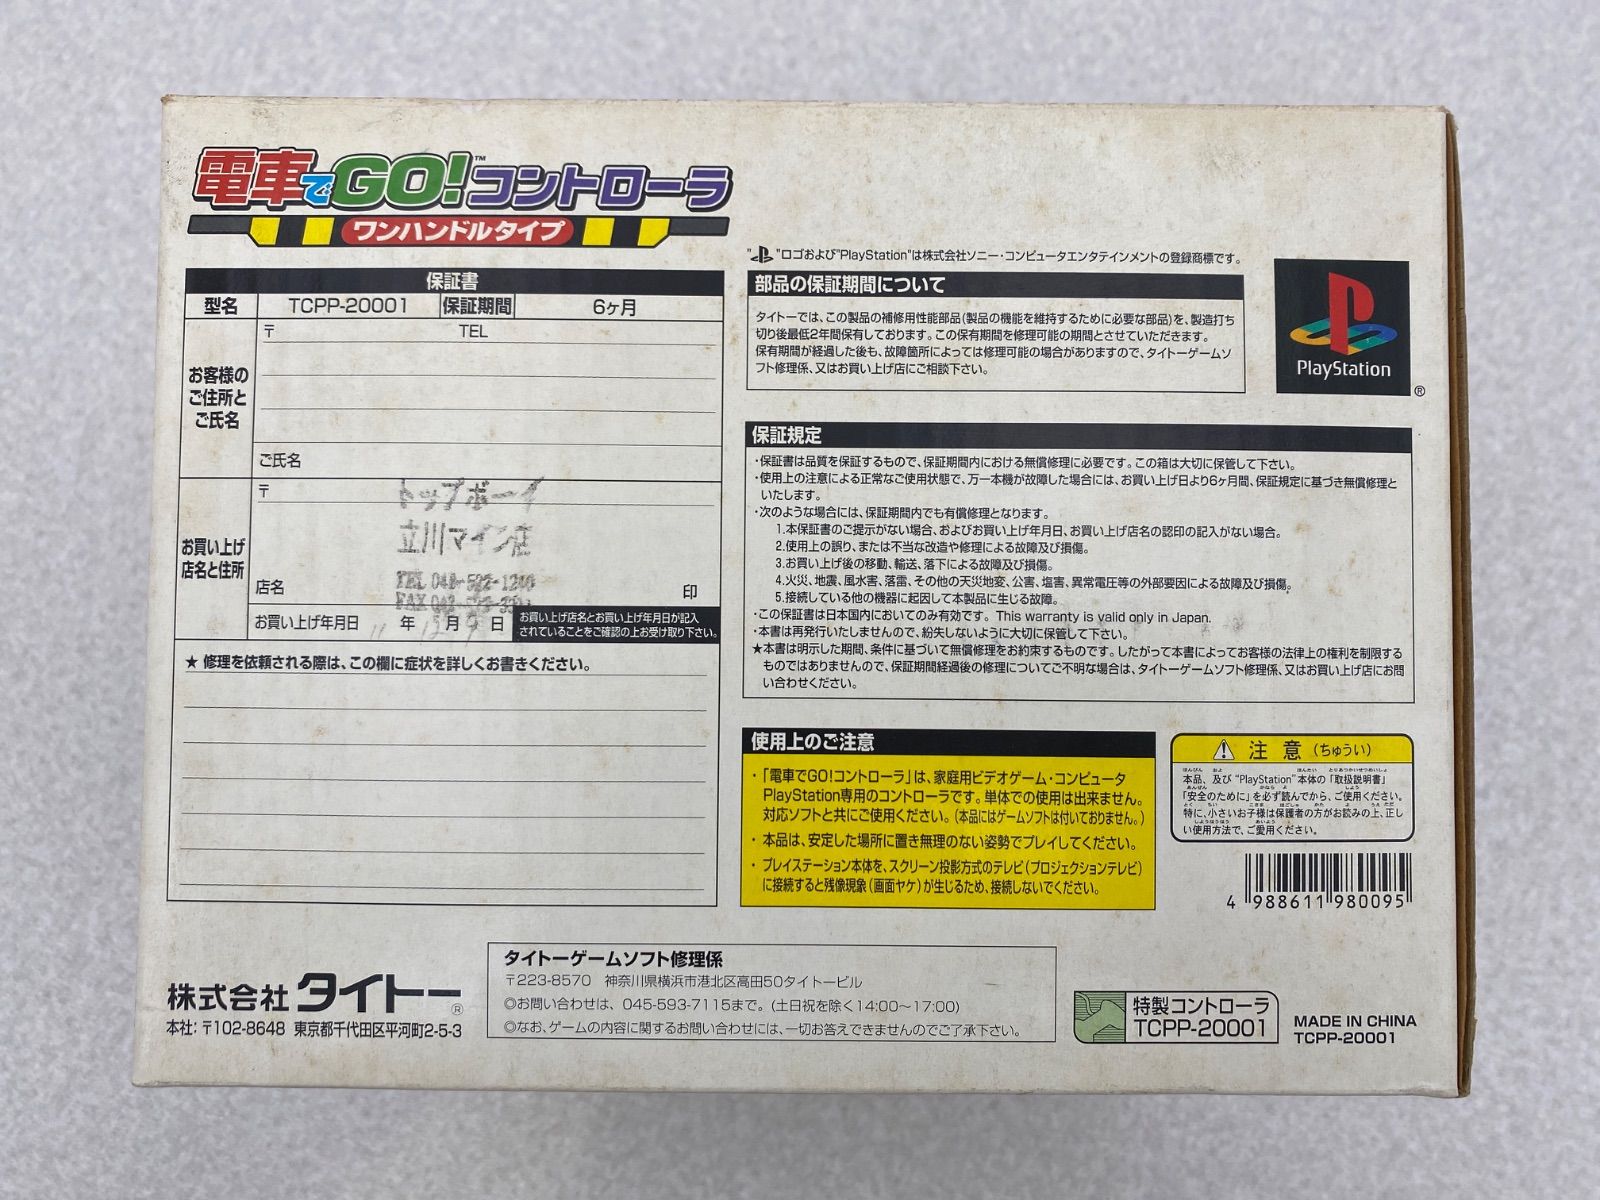 電車でGO!™コントローラ
ワンハンドルタイプ
保証書
型名 TCPP-20001 保証期間 6ヶ月
お客様の
ご住所と
ご氏名
〒 TEL
ご氏名
お買い上げ
店名と住所
〒
トップボーイ
立川マイン店
TEL 042-522-1240
FAX
店名 印
お買い上げ年月日 11年12月9日
お買い上げ店名とお買い上げ年月日が記入
されていることをご確認の上お受け取り下さい。
★ 修理を依頼される際は、この欄に症状を詳しくお書きください。
"ロゴおよび"PlayStation"は株式会社ソニー・コンピュータエンタテインメントの登録商標です。
部品の保証期間について
タイトーでは、この製品の補修用性能部品(製品の機能を維持するために必要な部品)を、製造打ち
切り後最低2年間保有しております。この保有期間を修理可能の期間とさせていただきます。
保有期間が経過した後も、故障箇所によっては修理可能の場合がありますので、タイトーゲームソ
フト修理係、又はお買い上げ店にご相談下さい。
PlayStation
®
保証規定
・保証書は品質を保証するもので、保証期間内における無償修理に必要です。この箱は大切に保管して下さい。
・使用上の注意による正常なご使用状態で、万一本機が故障した場合には、お買い上げ日より6ヶ月間、保証規定に基づき無償修理と
いたします。
・次のような場合には、保証期間内でも有償修理となります。
1.本保証書のご提示がない場合、およびお買い上げ年月日、お買い上げ店名の認印の記入がない場合。
2.使用上の誤り、または不当な改造や修理による故障及び損傷。
3.お買い上げ後の移動、輸送、落下による故障及び損傷。
4.火災、地震、風水害、落雷、その他の天災地変、公害、塩害、異常電圧等の外部要因による故障及び損傷。
5.接続している他の機器に起因して本製品に生じる故障。
・この保証書は日本国内においてのみ有効です。This warranty is valid only in Japan.
・本書は再発行いたしませんので、紛失しないように大切に保管して下さい。
★本書は明示した期間、条件に基づいて無償修理をお約束するものです。したがって本書によってお客様の法律上の権利を制限する
ものではありませんので、保証期間経過後の修理についてご不明な場合は、タイトーゲームソフト修理係、又はお買い上げ店にお問
い合わせください。
使用上のご注意
・「電車でGO!コントローラ」は、家庭用ビデオゲーム・コンピュータ
PlayStation専用のコントローラです。単体での使用は出来ません。
対応ソフトと共にご使用ください。(本品にはゲームソフトは付いておりません。)
・本品は、安定した場所に置き無理のない姿勢でプレイしてください。
・プレイステーション本体を、スクリーン投影方式のテレビ(プロジェクションテレビ)
に接続すると残像現象(画面ヤケ)が生じるため、接続しないでください。
注意(ちゅうい)
本品、及び"PlayStation"本体の「取扱説明書」
「安全のために」を必ず読んでから、ご使用ください。
特に、小さいお子様は保護者の方がお読みの上、正し
い使用方法で、ご愛用ください。
4 988611 980095
株式会社 タイトー®
本社:〒102-8648 東京都千代田区平河町2-5-3
タイトーゲームソフト修理係
〒223-8570 神奈川県横浜市港北区高田50タイトービル
◎お問い合わせは、045-593-7115まで。(土日祝を除く14:00〜17:00)
◎なお、ゲームの内容に関するお問い合わせには、一切お答えできませんのでご了承下さい。
特製コントローラ
TCPP-20001
MADE IN CHINA
TCPP-20001